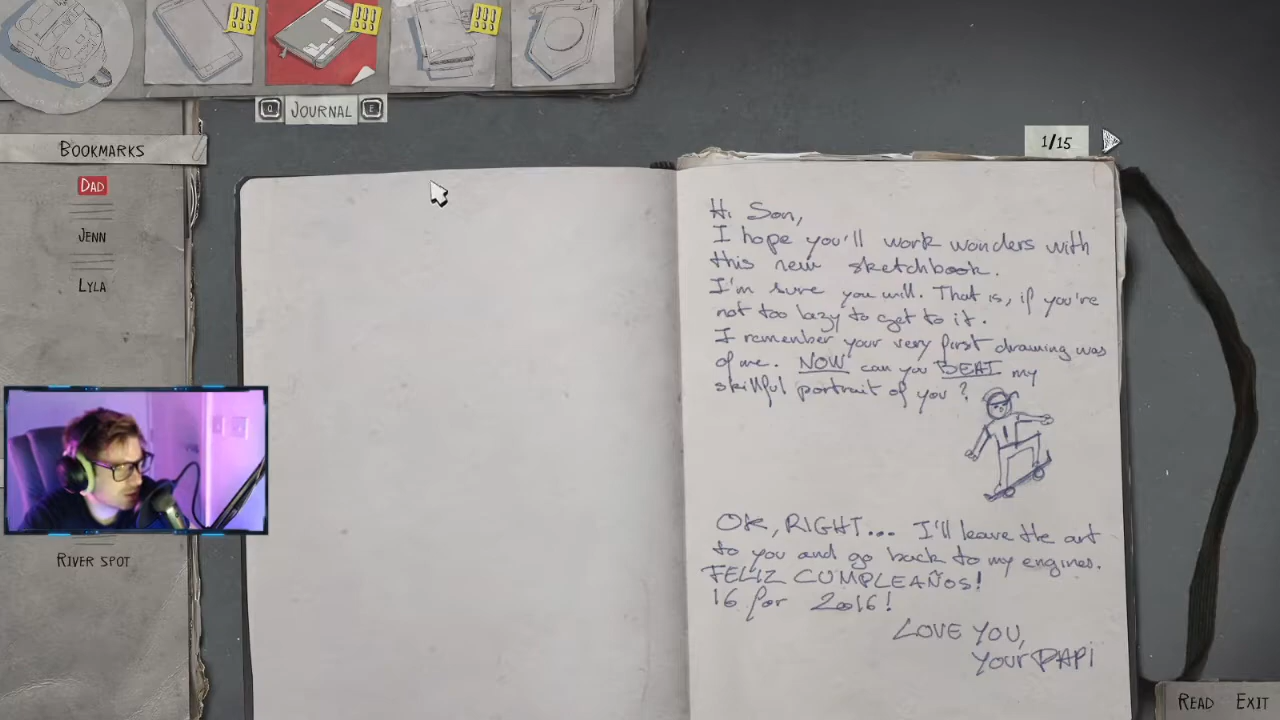 Q
JOURNAL
E
BOOKMARKS
DAD
JENN
LYLA
RIVER SPOT
1/15
Hi Son,
I hope you'll work wonders with
this new sketchbook.
I'm sure you will. That is, if you're
not too lazy to get to it.
I remember your very first drawing was
of me. NOW can you BEAT my
skillful portrait of you?
OK, RIGHT... I'll leave the art
to you and go back to my engines.
FELIZ CUMPLEAÑOS!
16 for 2016!
LOVE YOU,
your PAPI
READ
EXIT